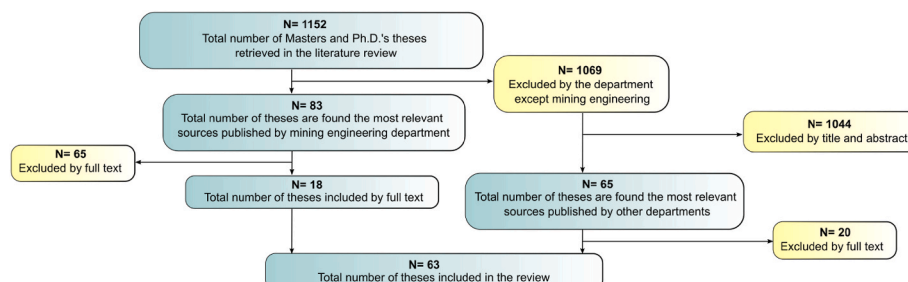 N= 1152
Total number of Masters and Ph.D.'s theses
retrieved in the literature review
N= 1069
Excluded by the department
except mining engineering
N= 83
Total number of theses are found the most relevant
sources published by mining engineering department
N= 1044
Excluded by title and abstract
N= 65
Excluded by full text
N= 18
Total number of theses included by full text
N= 65
Total number of theses are found the most relevant
sources published by other departments
N= 20
Excluded by full text
N= 63
Total number of theses included in the review